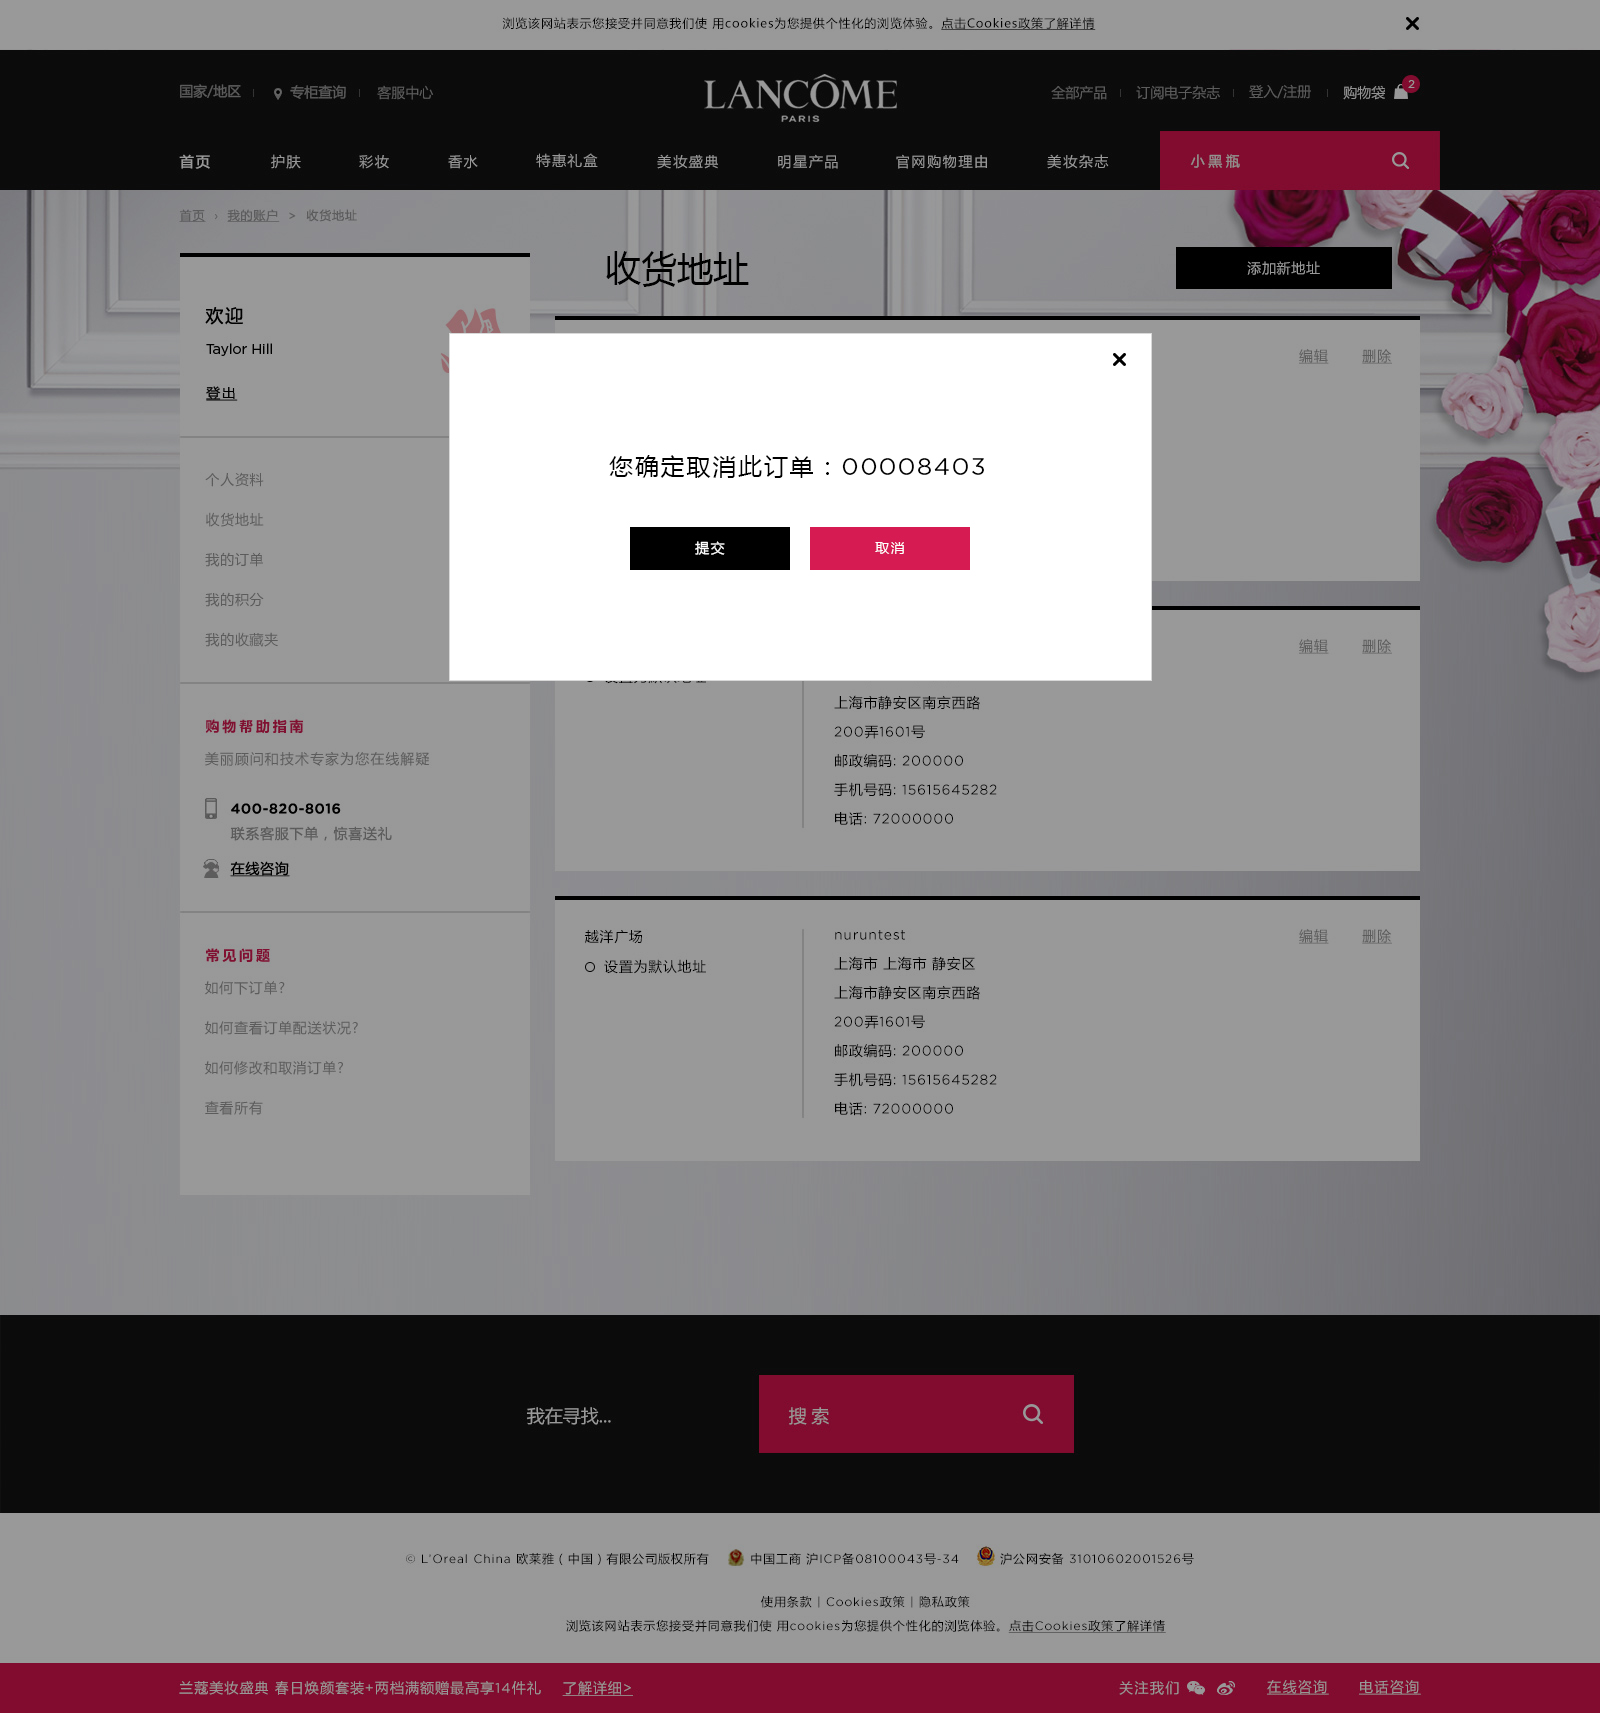 浏览该网站表示您接受并同意我们使 用cookies为您提供个性化的浏览体验。点击Cookies政策了解详情
国家/地区 专柜查询 客服中心
LANCÔME
PARIS
全部产品 订阅电子杂志 登入/注册 购物袋 2
首页 护肤 彩妆 香水 特惠礼盒 美妆盛典 明星产品 官网购物理由 美妆杂志 小黑瓶
首页 › 我的账户 > 收货地址
收货地址
添加新地址
欢迎
Taylor Hill
登出
个人资料
收货地址
我的订单
我的积分
我的收藏夹
购物帮助指南
美丽顾问和技术专家为您在线解疑
400-820-8016
联系客服下单，惊喜送礼
在线咨询
常见问题
如何下订单?
如何查看订单配送状况?
如何修改和取消订单?
查看所有
编辑 删除
您确定取消此订单：00008403
提交 取消
编辑 删除
设置为默认地址
上海市静安区南京西路
200弄1601号
邮政编码: 200000
手机号码: 15615645282
电话: 72000000
越洋广场
设置为默认地址
nuruntest
上海市 上海市 静安区
上海市静安区南京西路
200弄1601号
邮政编码: 200000
手机号码: 15615645282
电话: 72000000
编辑 删除
我在寻找...
搜索
© L'Oreal China 欧莱雅 ( 中国 ) 有限公司版权所有 中国工商 沪ICP备08100043号-34 沪公网安备 31010602001526号
使用条款 | Cookies政策 | 隐私政策
浏览该网站表示您接受并同意我们使 用cookies为您提供个性化的浏览体验。点击Cookies政策了解详情
兰蔻美妆盛典 春日焕颜套装+两档满额赠最高享14件礼 了解详细>
关注我们 在线咨询 电话咨询